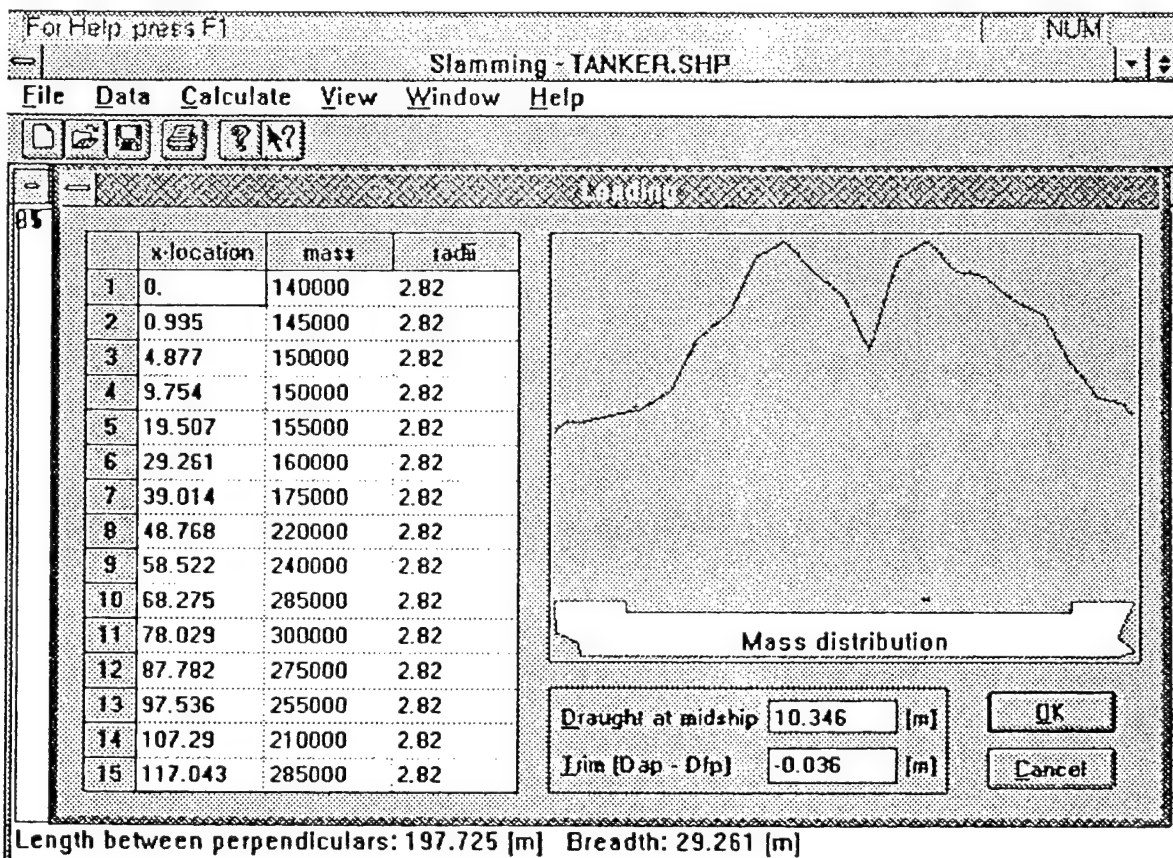 For Help, press F1 NUM
Slamming - TANKER.SHP
File Data Calculate View Window Help
Loading
0%
x-location mass radii
1 0. 140000 2.82
2 0.995 145000 2.82
3 4.877 150000 2.82
4 9.754 150000 2.82
5 19.507 155000 2.82
6 29.261 160000 2.82
7 39.014 175000 2.82
8 48.768 220000 2.82
9 58.522 240000 2.82
10 68.275 285000 2.82
11 78.029 300000 2.82
12 87.782 275000 2.82
13 97.536 255000 2.82
14 107.29 210000 2.82
15 117.043 285000 2.82
Mass distribution
Draught at midship 10.346 [m]
Trim (Dap - Dfp) -0.036 [m]
OK
Cancel
Length between perpendiculars: 197.725 [m] Breadth: 29.261 [m]